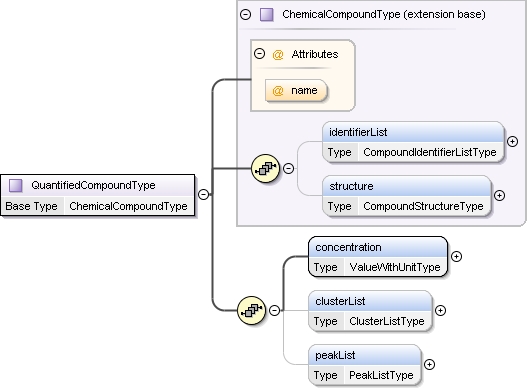 ChemicalCompoundType (extension base)
@ Attributes
@ name
identifierList
Type CompoundIdentifierListType
structure
Type CompoundStructureType
QuantifiedCompoundType
Base Type ChemicalCompoundType
concentration
Type ValueWithUnitType
clusterList
Type ClusterListType
peakList
Type PeakListType